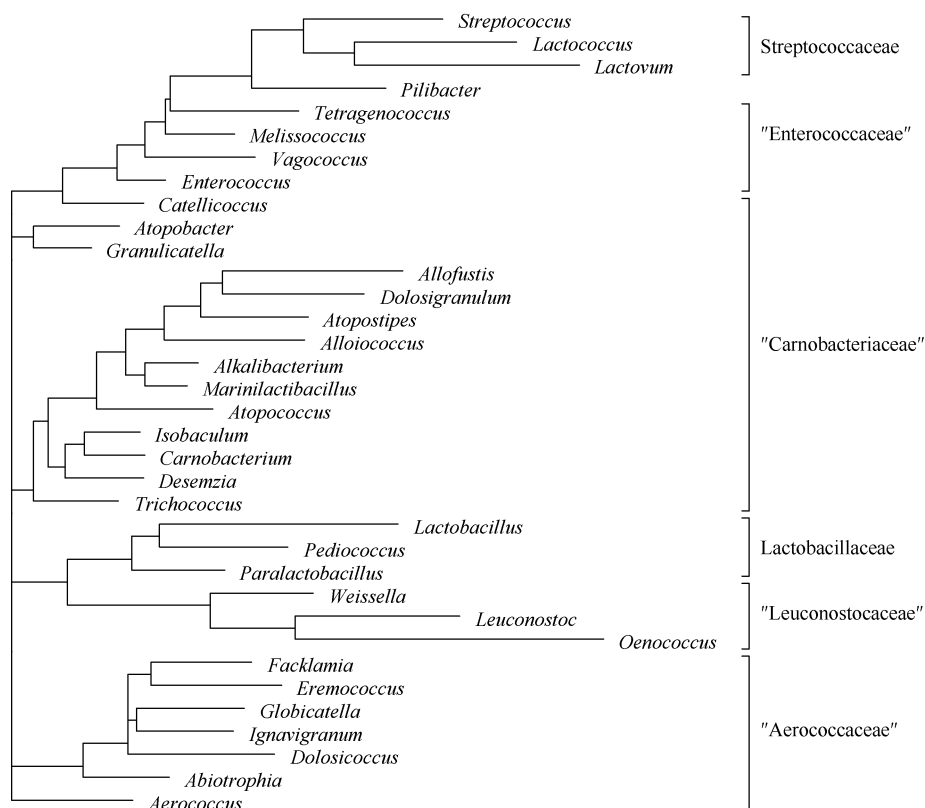 Streptococcus
Lactococcus
Streptococcaceae
Lactovum
Pilibacter
Tetragenococcus
Melissococcus
"Enterococcaceae"
Vagococcus
Enterococcus
Catellicoccus
Atopobacter
Granulicatella
Allofustis
Dolosigranulum
Atopostipes
Alloiococcus
"Carnobacteriaceae"
Alkalibacterium
Marinilactibacillus
Atopococcus
Isobaculum
Carnobacterium
Desemzia
Trichococcus
Lactobacillus
Pediococcus
Lactobacillaceae
Paralactobacillus
Weissella
"Leuconostocaceae"
Leuconostoc
Oenococcus
Facklamia
Eremococcus
Globicatella
"Aerococcaceae"
Ignavigranum
Dolosicoccus
Abiotrophia
Aerococcus